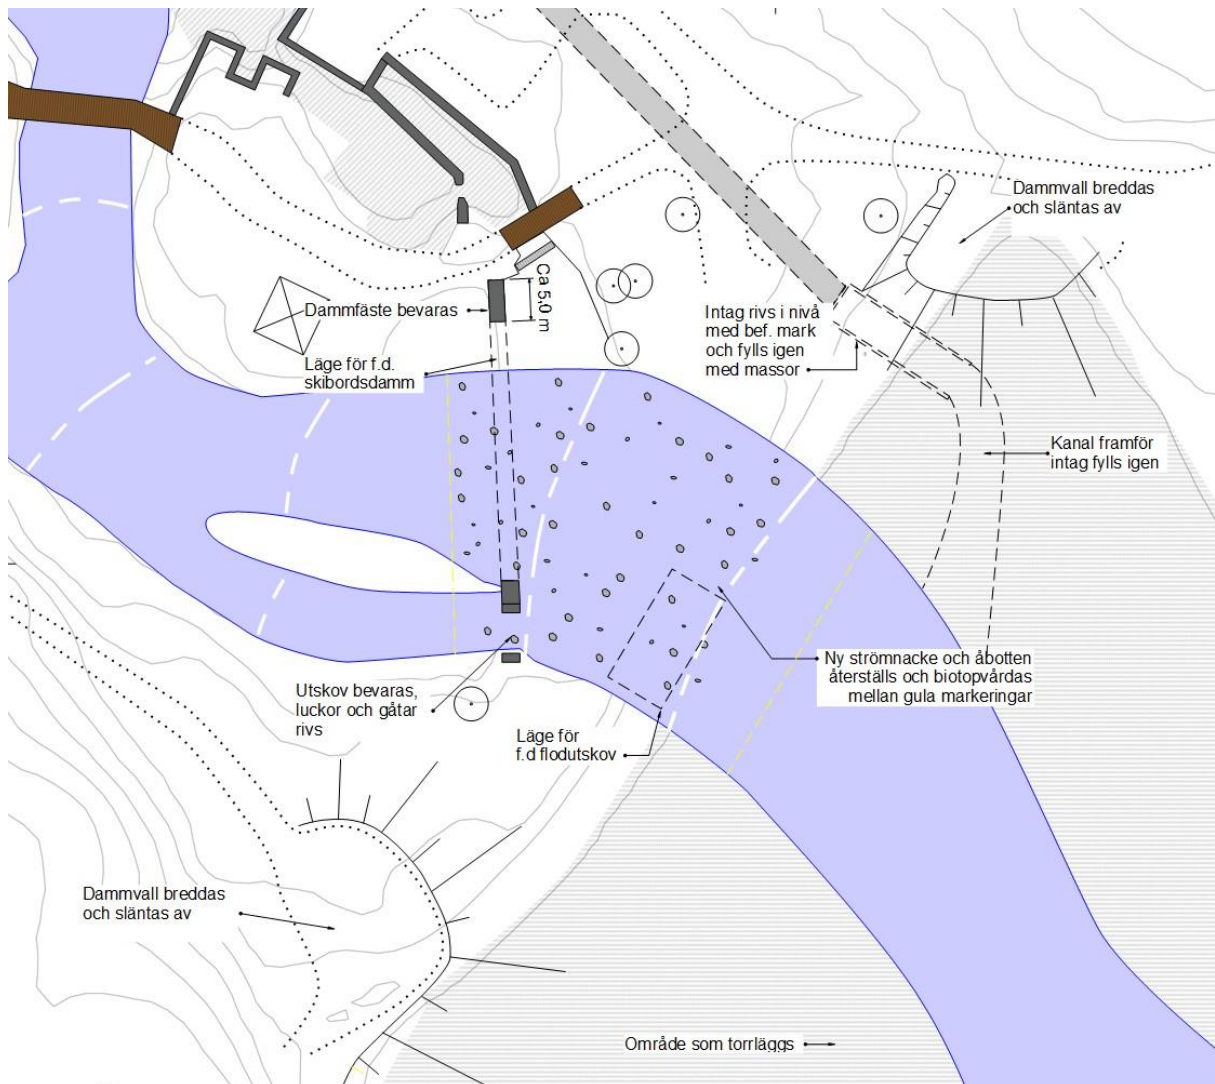 Dammvall breddas
och släntas av
Ca 5,0 m
Dammfäste bevaras
Intag rivs i nivå
med bef. mark
och fylls igen
med massor
Läge för f.d.
skibordsdamm
Kanal framför
intag fylls igen
Ny strömnacke och åbotten
återställs och biotopvårdas
mellan gula markeringar
Utskov bevaras,
luckor och gåtar
rivs
Läge för
f.d flodutskov
Dammvall breddas
och släntas av
Område som torrläggs